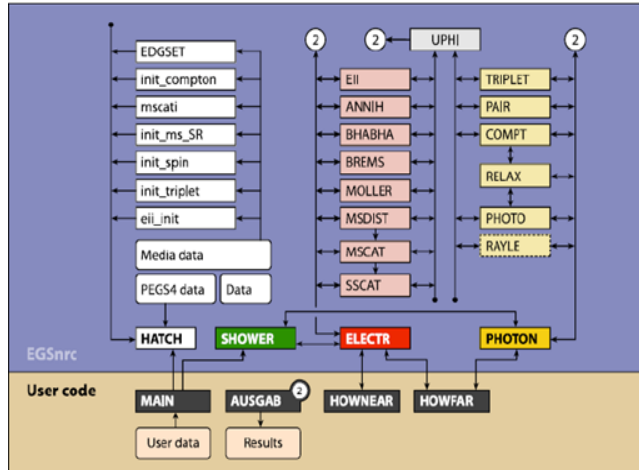 2
2
UPHI
2
EDGSET
init_compton
mscati
init_ms_SR
init_spin
init_triplet
eii_init
Media data
PEGS4 data
Data
EII
ANNIH
BHABHA
BREMS
MOLLER
MSDIST
MSCAT
SSCAT
TRIPLET
PAIR
COMPT
RELAX
PHOTO
RAYLE
HATCH
SHOWER
ELECTR
PHOTON
EGSnrc
User code
MAIN
AUSGAB
2
HOWNEAR
HOWFAR
User data
Results